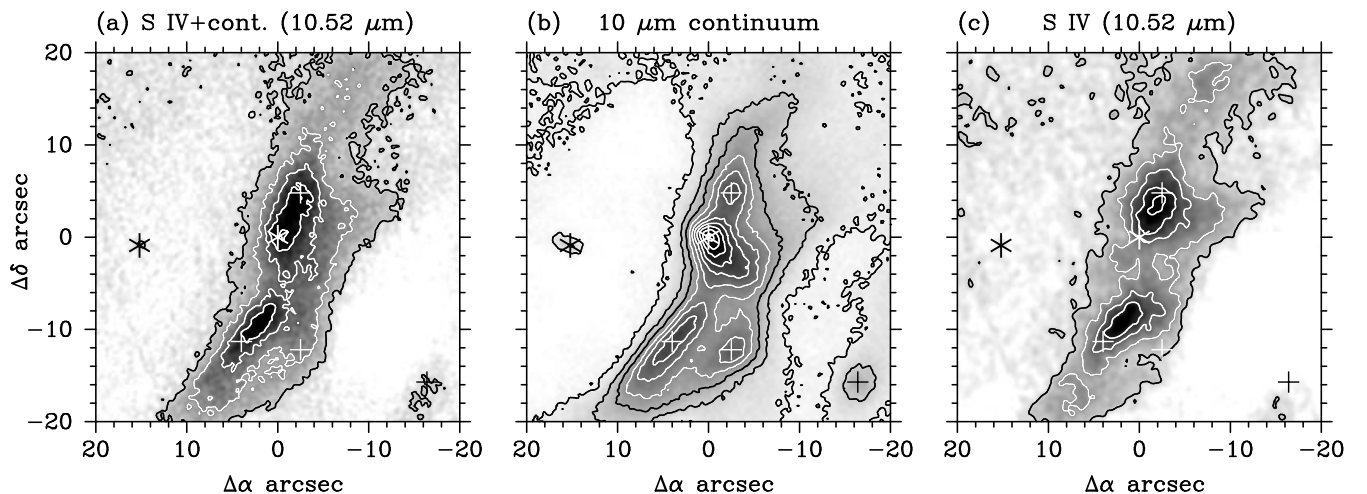 (a) S IV+cont. (10.52 μm)
(b) 10 μm continuum
(c) S IV (10.52 μm)
20
10
0
−10
−20
Δδ arcsec
20 10 0 −10 −20
20 10 0 −10 −20
20 10 0 −10 −20
Δα arcsec
Δα arcsec
Δα arcsec